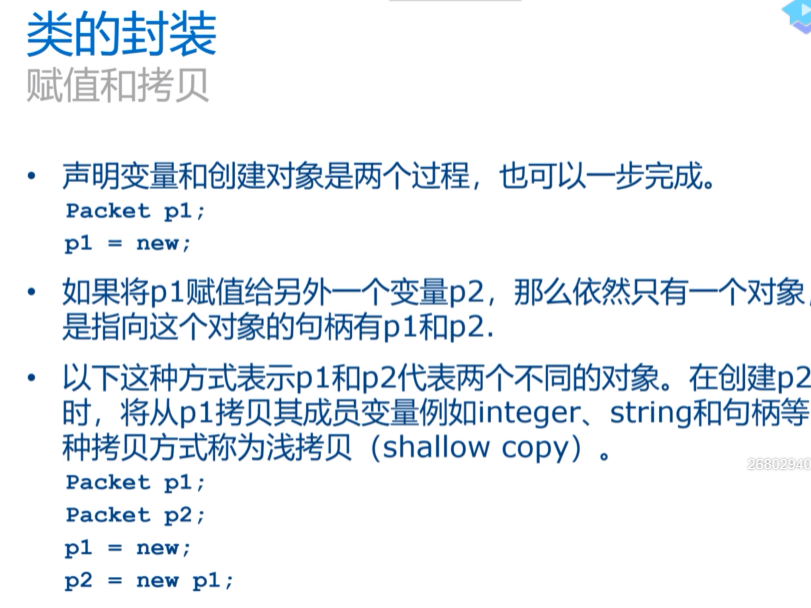 类的封装
赋值和拷贝
• 声明变量和创建对象是两个过程，也可以一步完成。
Packet p1;
p1 = new;
• 如果将p1赋值给另外一个变量p2，那么依然只有一个对象，
是指向这个对象的句柄有p1和p2.
• 以下这种方式表示p1和p2代表两个不同的对象。在创建p2
时，将从p1拷贝其成员变量例如integer、string和句柄等
种拷贝方式称为浅拷贝（shallow copy）。
26802940
Packet p1;
Packet p2;
p1 = new;
p2 = new p1;